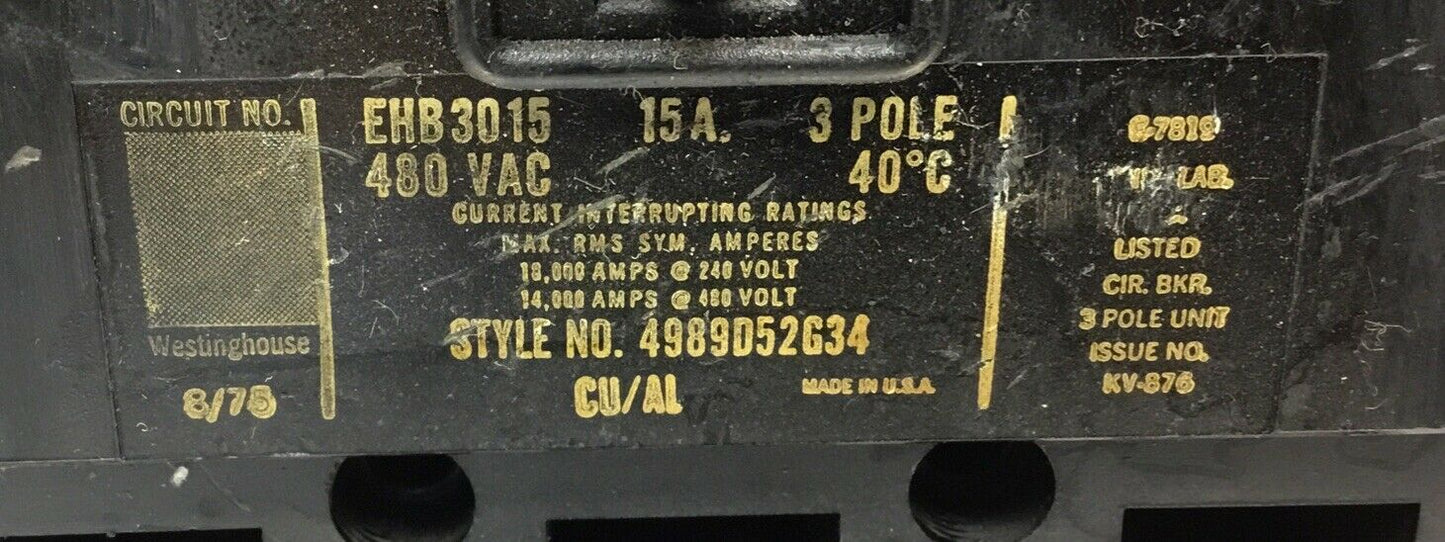 CIRCUIT NO.
Westinghouse
8/75
EHB3015 15A. 3 POLE
480 VAC 40°C
CURRENT INTERRUPTING RATINGS
MAX. RMS SYM. AMPERES
18,000 AMPS @ 240 VOLT
14,000 AMPS @ 480 VOLT
STYLE NO. 4989D52G34
CU/AL MADE IN U.S.A.
LAB.
LISTED
CIR. BKR.
3 POLE UNIT
ISSUE NO.
KV-876